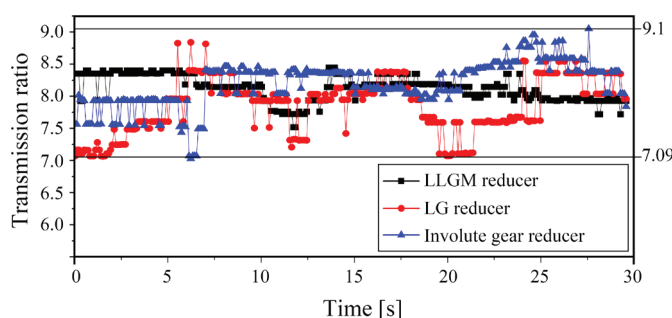 Transmission ratio
9.0
8.5
8.0
7.5
7.0
6.5
6.0
9.1
7.09
LLGM reducer
LG reducer
Involute gear reducer
0 5 10 15 20 25 30
Time [s]